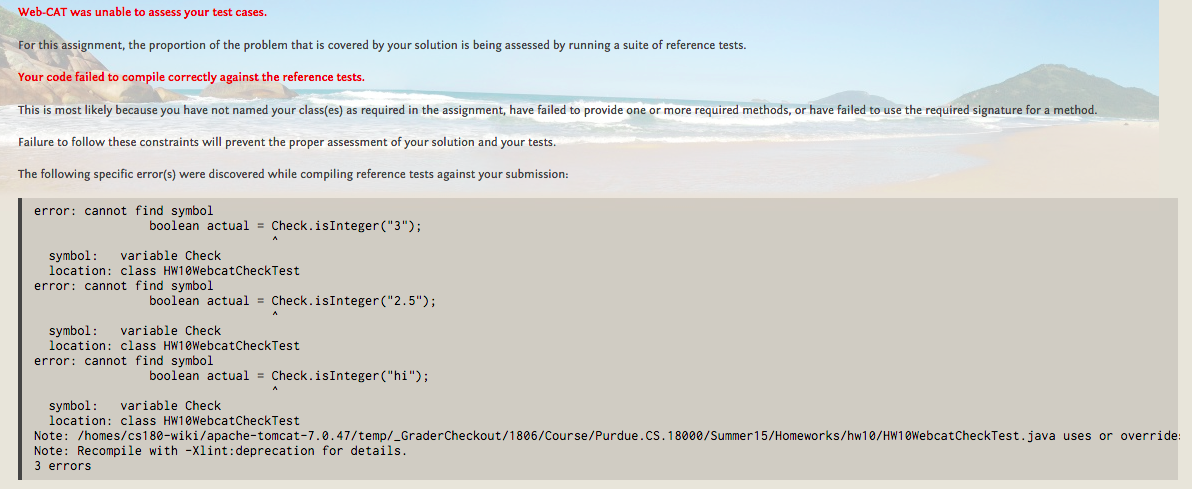 Web-CAT was unable to assess your test cases.
For this assignment, the proportion of the problem that is covered by your solution is being assessed by running a suite of reference tests.
Your code failed to compile correctly against the reference tests.
This is most likely because you have not named your class(es) as required in the assignment, have failed to provide one or more required methods, or have failed to use the required signature for a method.
Failure to follow these constraints will prevent the proper assessment of your solution and your tests.
The following specific error(s) were discovered while compiling reference tests against your submission:
error: cannot find symbol
boolean actual = Check.isInteger("3");
^
symbol: variable Check
location: class HW10WebcatCheckTest
error: cannot find symbol
boolean actual = Check.isInteger("2.5");
^
symbol: variable Check
location: class HW10WebcatCheckTest
error: cannot find symbol
boolean actual = Check.isInteger("hi");
^
symbol: variable Check
location: class HW10WebcatCheckTest
Note: /homes/cs180-wiki/apache-tomcat-7.0.47/temp/_GraderCheckout/1806/Course/Purdue.CS.18000/Summer15/Homeworks/hw10/HW10WebcatCheckTest.java uses or override
Note: Recompile with -Xlint:deprecation for details.
3 errors